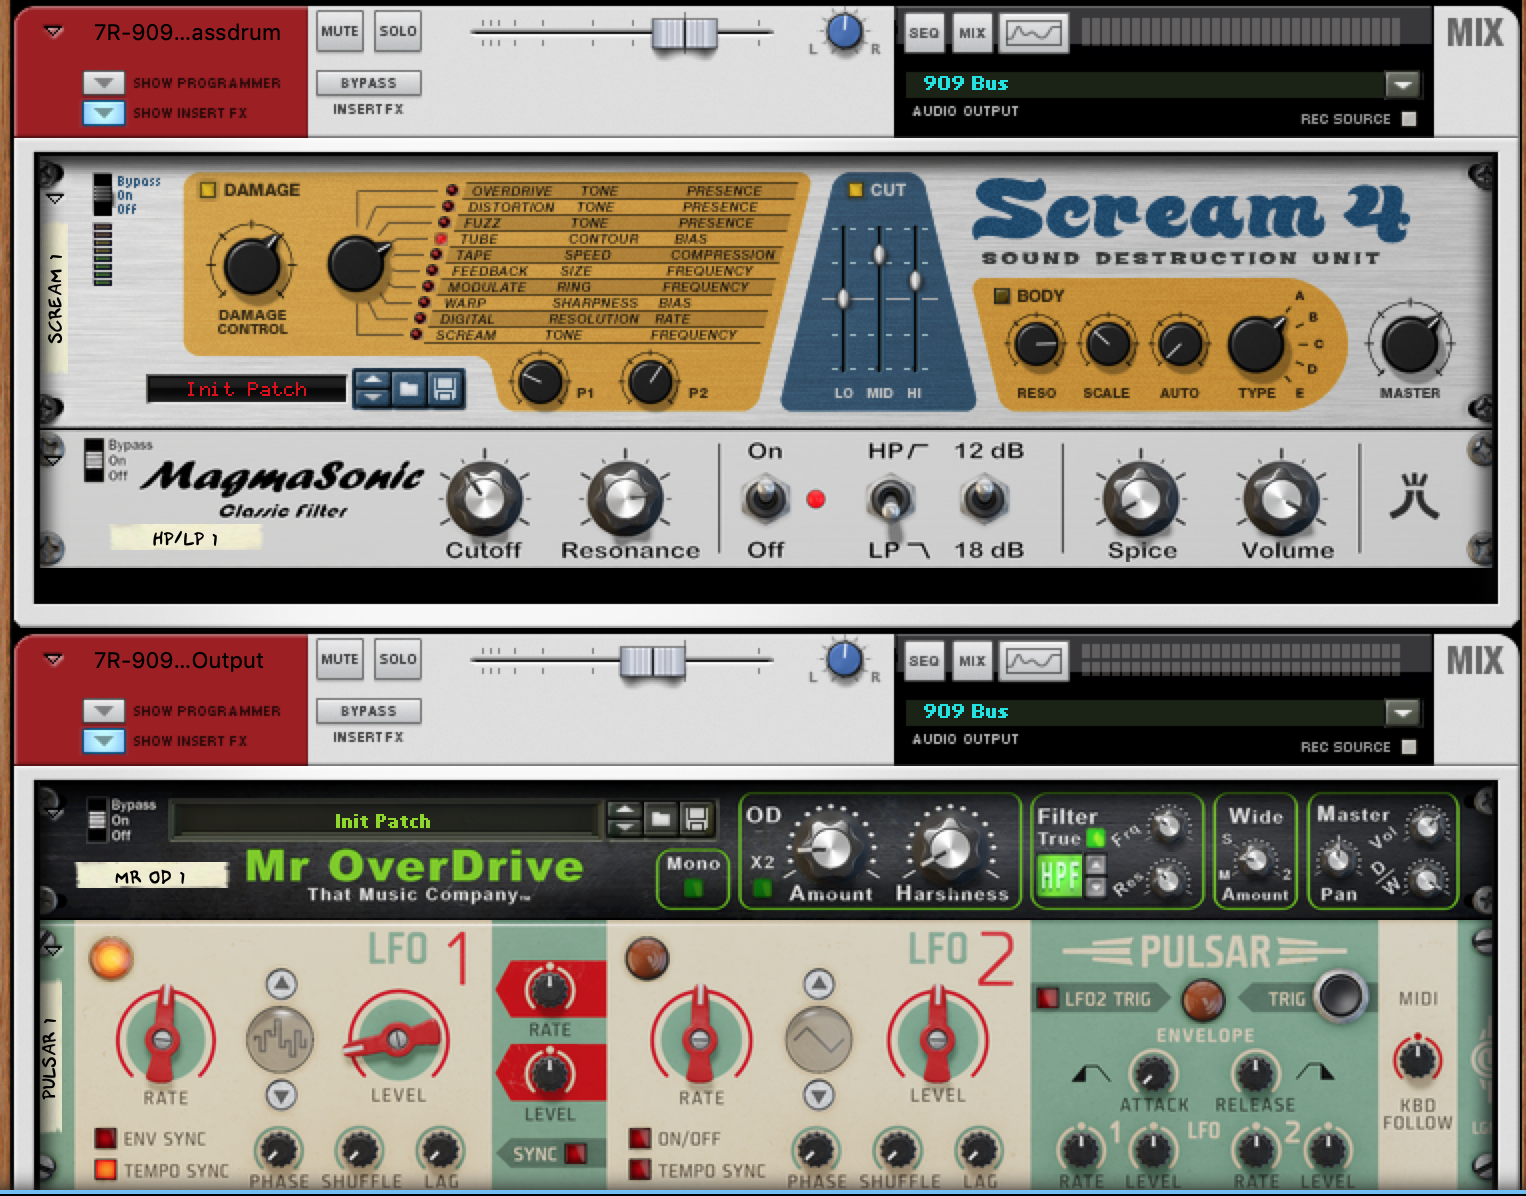 7R-909...assdrum
MUTE SOLO
L R
SEQ MIX
MIX
SHOW PROGRAMMER
BYPASS
909 Bus
SHOW INSERT FX
INSERT FX
AUDIO OUTPUT
REC SOURCE
Bypass
On
Off
SCREAM 1
DAMAGE
DAMAGE
CONTROL
OVERDRIVE TONE PRESENCE
DISTORTION TONE PRESENCE
FUZZ TONE PRESENCE
TUBE CONTOUR BIAS
TAPE SPEED COMPRESSION
FEEDBACK SIZE FREQUENCY
MODULATE RING FREQUENCY
WARP SHARPNESS BIAS
DIGITAL RESOLUTION RATE
SCREAM TONE FREQUENCY
Init Patch
P1 P2
CUT
LO MID HI
Scream 4
SOUND DESTRUCTION UNIT
BODY
A
B
C
D
E
RESO SCALE AUTO TYPE
MASTER
Bypass
On
Off
MagmaSonic
Classic Filter
HP/LP 1
Cutoff Resonance
On
Off
HP
LP
12 dB
18 dB
Spice Volume
7R-909...Output
MUTE SOLO
L R
SEQ MIX
MIX
SHOW PROGRAMMER
BYPASS
909 Bus
SHOW INSERT FX
INSERT FX
AUDIO OUTPUT
REC SOURCE
Bypass
On
Off
Init Patch
MR OD 1
Mr OverDrive
That Music Company™
Mono
OD
X2
Amount Harshness
Filter
True Frq
HPF Res
Wide
S
M 2
Amount
Master
Vol
D/W
Pan
PULSAR 1
LFO 1
RATE
LEVEL
ENV SYNC
TEMPO SYNC
PHASE SHUFFLE LAG
RATE
LEVEL
SYNC
LFO 2
RATE
LEVEL
ON/OFF
TEMPO SYNC
PHASE SHUFFLE LAG
PULSAR
LFO2 TRIG TRIG
ENVELOPE
ATTACK RELEASE
1 LFO 2
RATE LEVEL RATE LEVEL
MIDI
KBD
FOLLOW